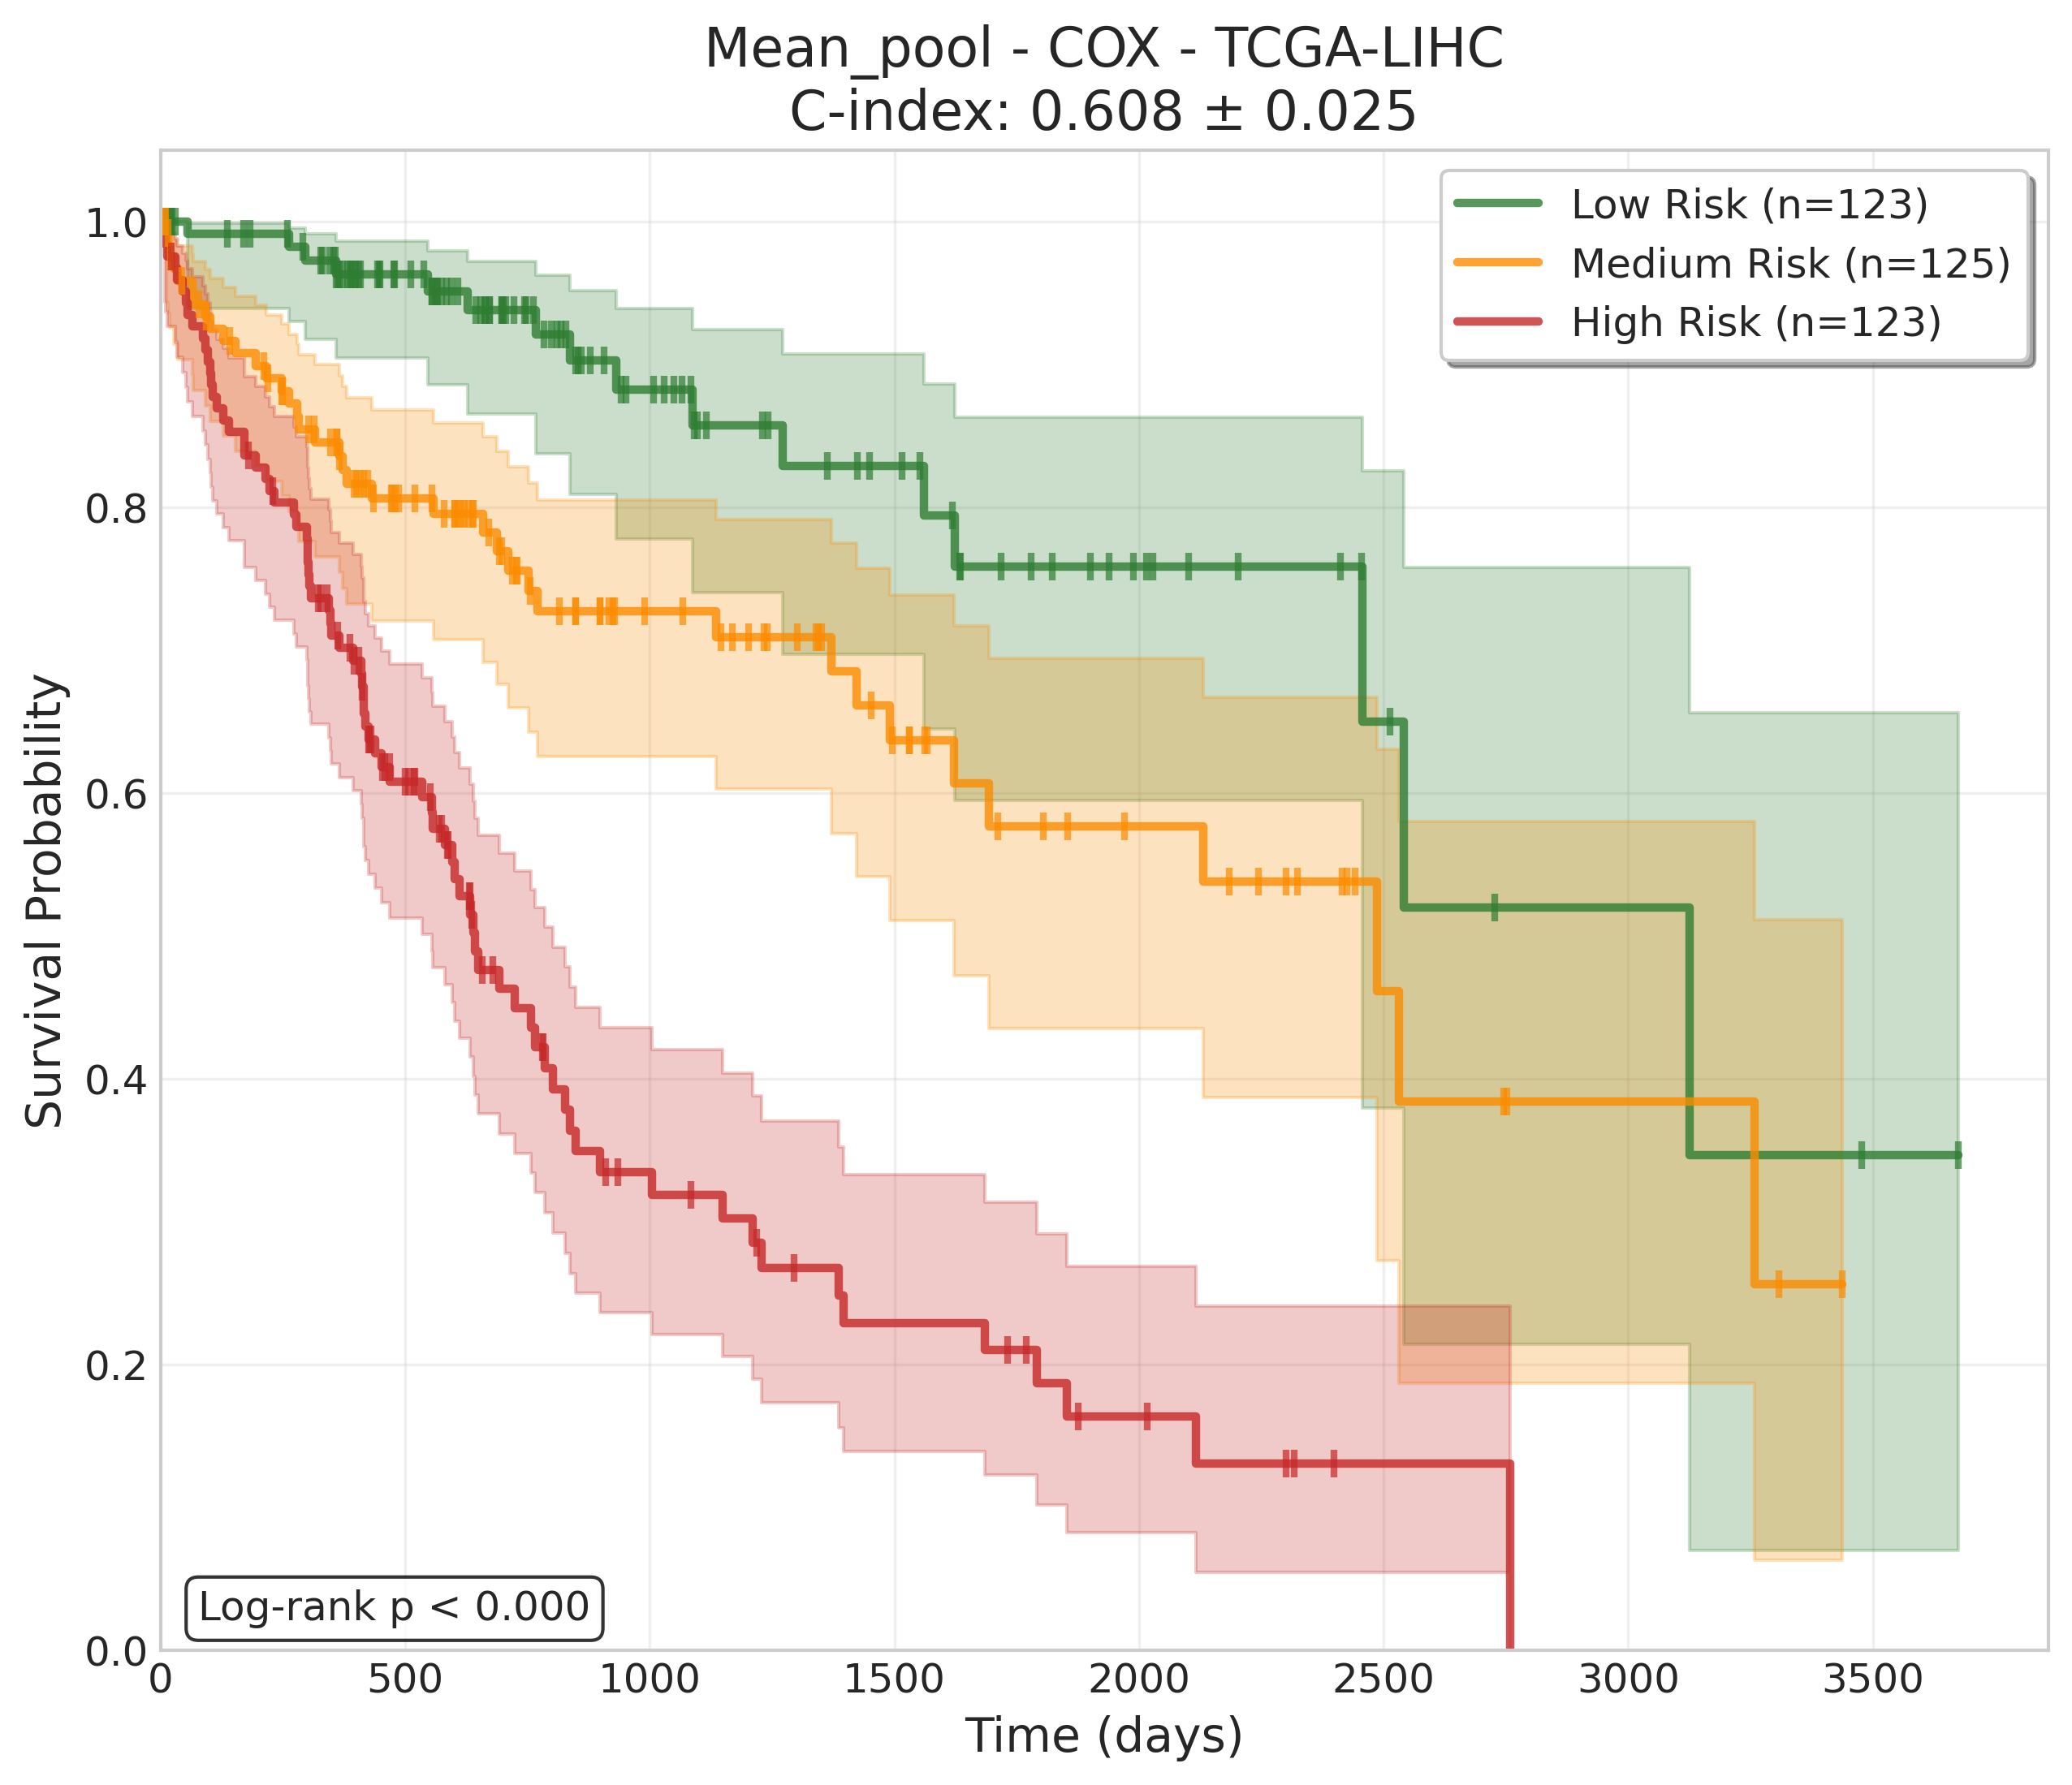 Mean_pool - COX - TCGA-LIHC
C-index: 0.608 ± 0.025
Low Risk (n=123)
Medium Risk (n=125)
High Risk (n=123)
Survival Probability
1.0
0.8
0.6
0.4
0.2
0.0
Log-rank p < 0.000
0 500 1000 1500 2000 2500 3000 3500
Time (days)